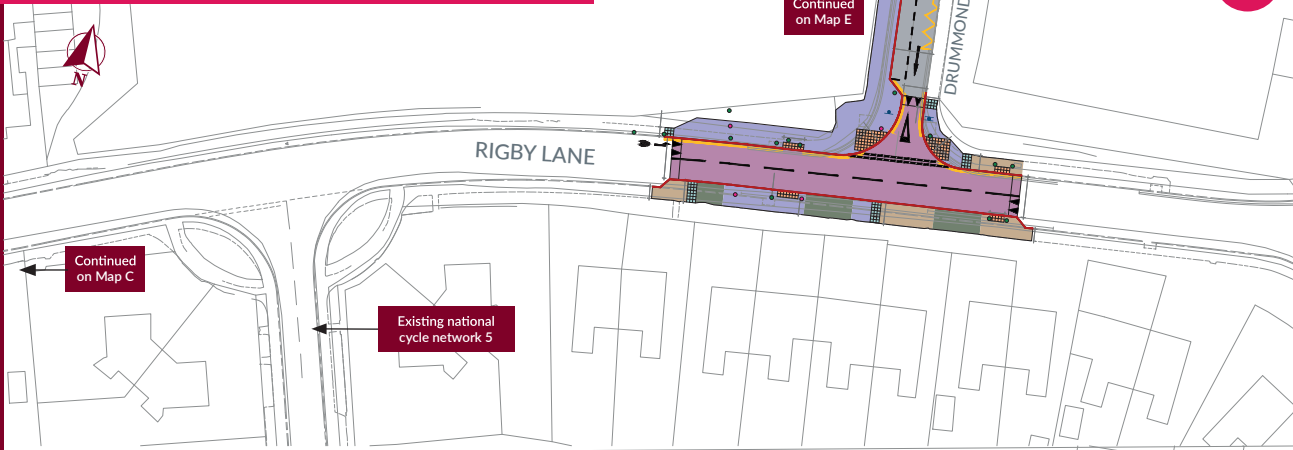 Continued
on Map E
DRUMMOND
N
RIGBY LANE
Continued
on Map C
Existing national
cycle network 5